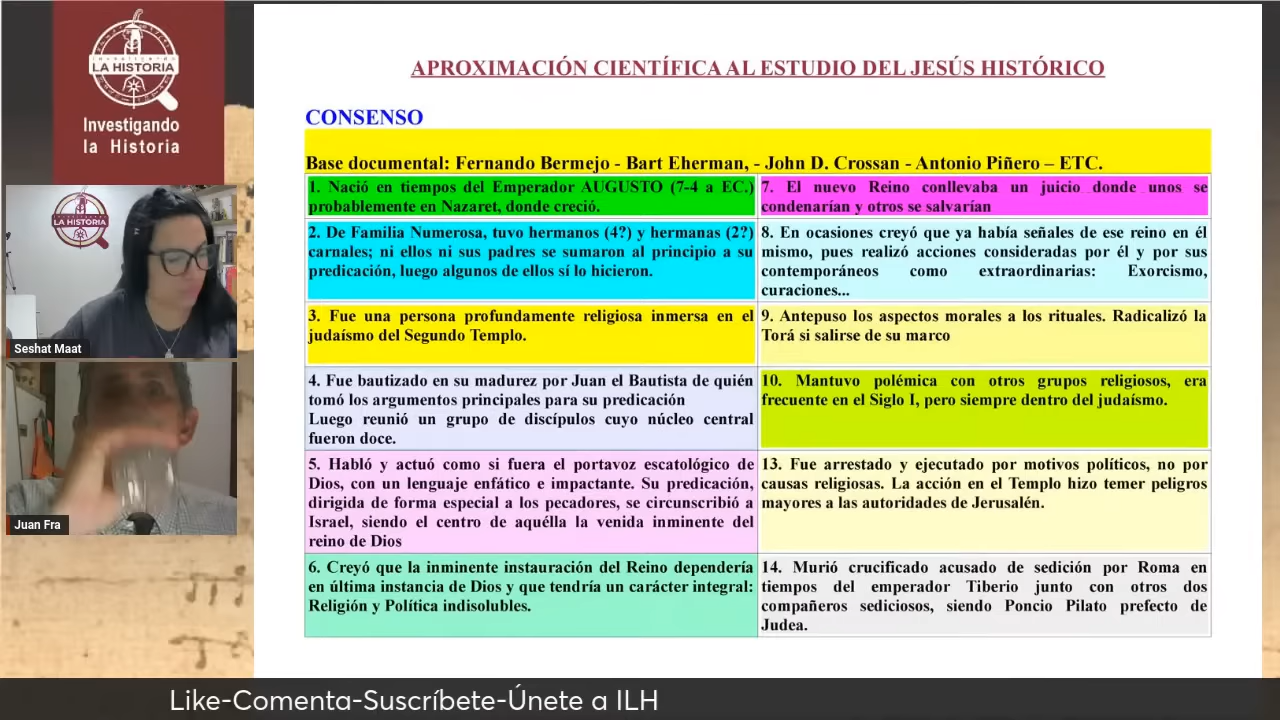 LA HISTORIA
Investigando
la Historia
LA HISTORIA
Seshat Maat
Juan Fra
APROXIMACIÓN CIENTÍFICA AL ESTUDIO DEL JESÚS HISTÓRICO
CONSENSO
Base documental: Fernando Bermejo - Bart Eherman, - John D. Crossan - Antonio Piñero – ETC.
1. Nació en tiempos del Emperador AUGUSTO (7-4 a EC.)
probablemente en Nazaret, donde creció.
2. De Familia Numerosa, tuvo hermanos (4?) y hermanas (2?)
carnales; ni ellos ni sus padres se sumaron al principio a su
predicación, luego algunos de ellos sí lo hicieron.
3. Fue una persona profundamente religiosa inmersa en el
judaísmo del Segundo Templo.
4. Fue bautizado en su madurez por Juan el Bautista de quién
tomó los argumentos principales para su predicación
Luego reunió un grupo de discípulos cuyo núcleo central
fueron doce.
5. Habló y actuó como si fuera el portavoz escatológico de
Dios, con un lenguaje enfático e impactante. Su predicación,
dirigida de forma especial a los pecadores, se circunscribió a
Israel, siendo el centro de aquélla la venida inminente del
reino de Dios
6. Creyó que la inminente instauración del Reino dependería
en última instancia de Dios y que tendría un carácter integral:
Religión y Política indisolubles.
7. El nuevo Reino conllevaba un juicio donde unos se
condenarían y otros se salvarían
8. En ocasiones creyó que ya había señales de ese reino en él
mismo, pues realizó acciones consideradas por él y por sus
contemporáneos como extraordinarias: Exorcismo,
curaciones...
9. Antepuso los aspectos morales a los rituales. Radicalizó la
Torá si salirse de su marco
10. Mantuvo polémica con otros grupos religiosos, era
frecuente en el Siglo I, pero siempre dentro del judaísmo.
13. Fue arrestado y ejecutado por motivos políticos, no por
causas religiosas. La acción en el Templo hizo temer peligros
mayores a las autoridades de Jerusalén.
14. Murió crucificado acusado de sedición por Roma en
tiempos del emperador Tiberio junto con otros dos
compañeros sediciosos, siendo Poncio Pilato prefecto de
Judea.
Like-Comenta-Suscríbete-Únete a ILH